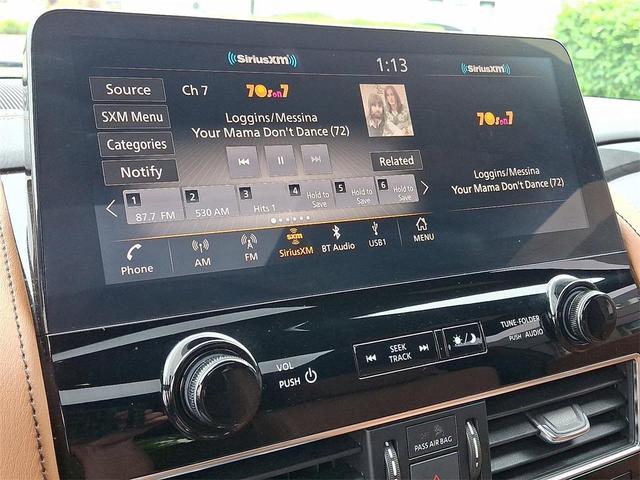 SiriusXM
1:13
SiriusXM
Source
Ch 7
70s on 7
SXM Menu
Categories
Notify
Loggins/Messina
Your Mama Don't Dance (72)
Related
1 87.7 FM
2 530 AM
3 Hits 1
4 Hold to Save
5 Hold to Save
6 Hold to Save
70s on 7
Loggins/Messina
Your Mama Don't Dance (72)
Phone
AM
FM
SXM
SiriusXM
BT Audio
USB1
MENU
VOL
PUSH
SEEK
TRACK
TUNE·FOLDER
PUSH AUDIO
PASS AIR BAG